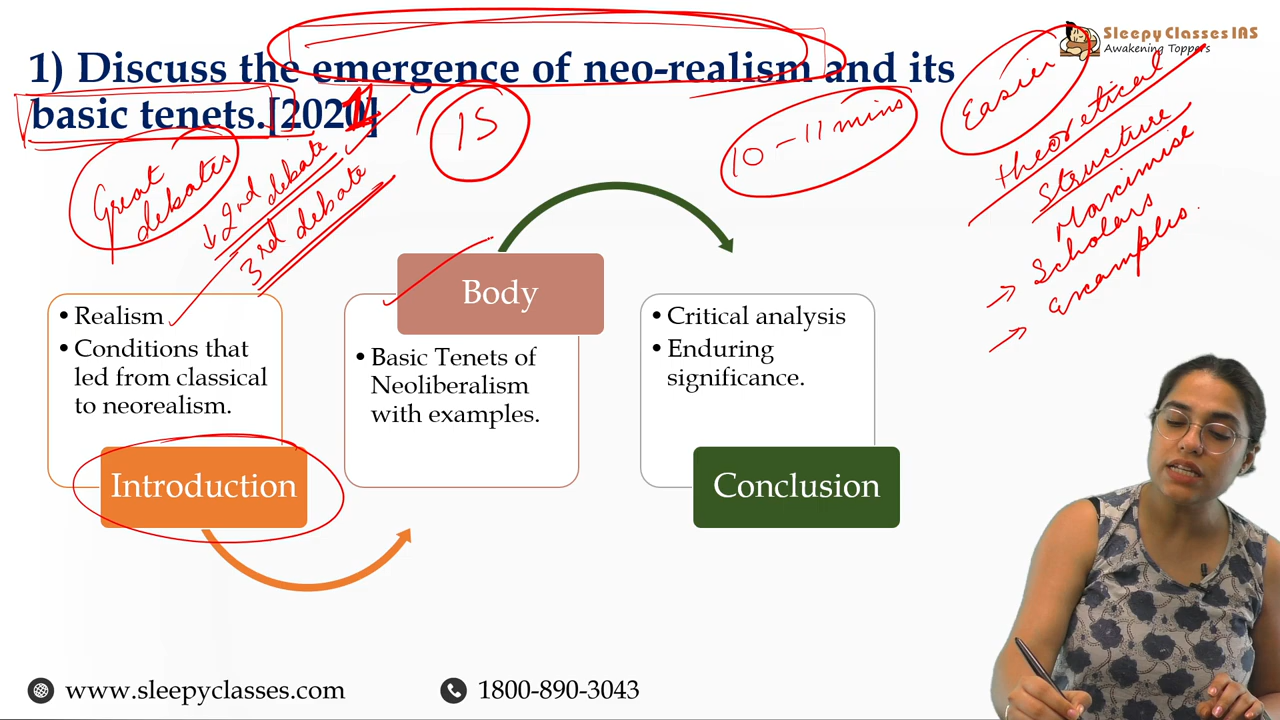 Sleepy Classes IAS
Awakening Toppers
1) Discuss the emergence of neo-realism and its
basic tenets.[2021]
15
10-11 mins
Easier
theoretical
structure
Maximise
→ Scholars
→ examples.
Great
debates
↓ 2nd debate
3rd debate
• Realism
• Conditions that
led from classical
to neorealism.
Introduction
Body
• Basic Tenets of
Neoliberalism
with examples.
• Critical analysis
• Enduring
significance.
Conclusion
www.sleepyclasses.com
1800-890-3043